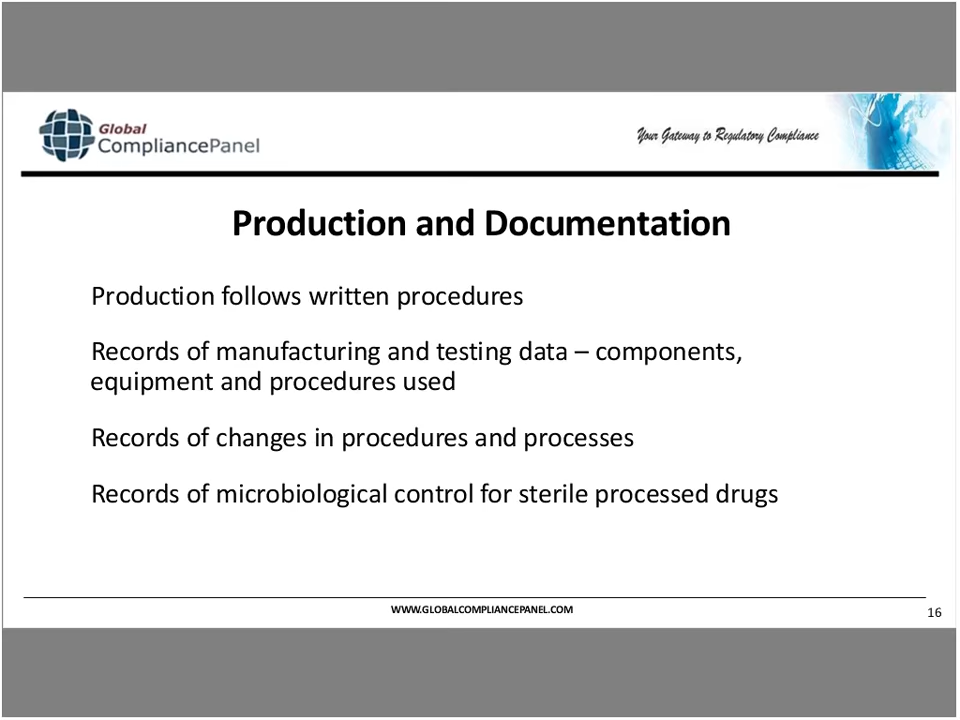 Global
CompliancePanel
Your Gateway to Regulatory Compliance
Production and Documentation
Production follows written procedures
Records of manufacturing and testing data – components,
equipment and procedures used
Records of changes in procedures and processes
Records of microbiological control for sterile processed drugs
WWW.GLOBALCOMPLIANCEPANEL.COM
16